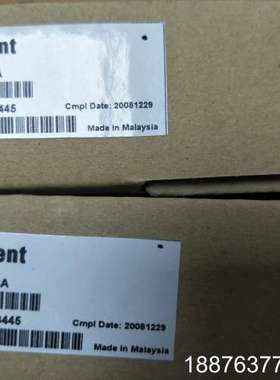 ent
A
445 Cmpl Date: 20081229
Made in Malaysia
ent
A
445
Cmpl Date: 20081229
Made in Malaysia
18876377